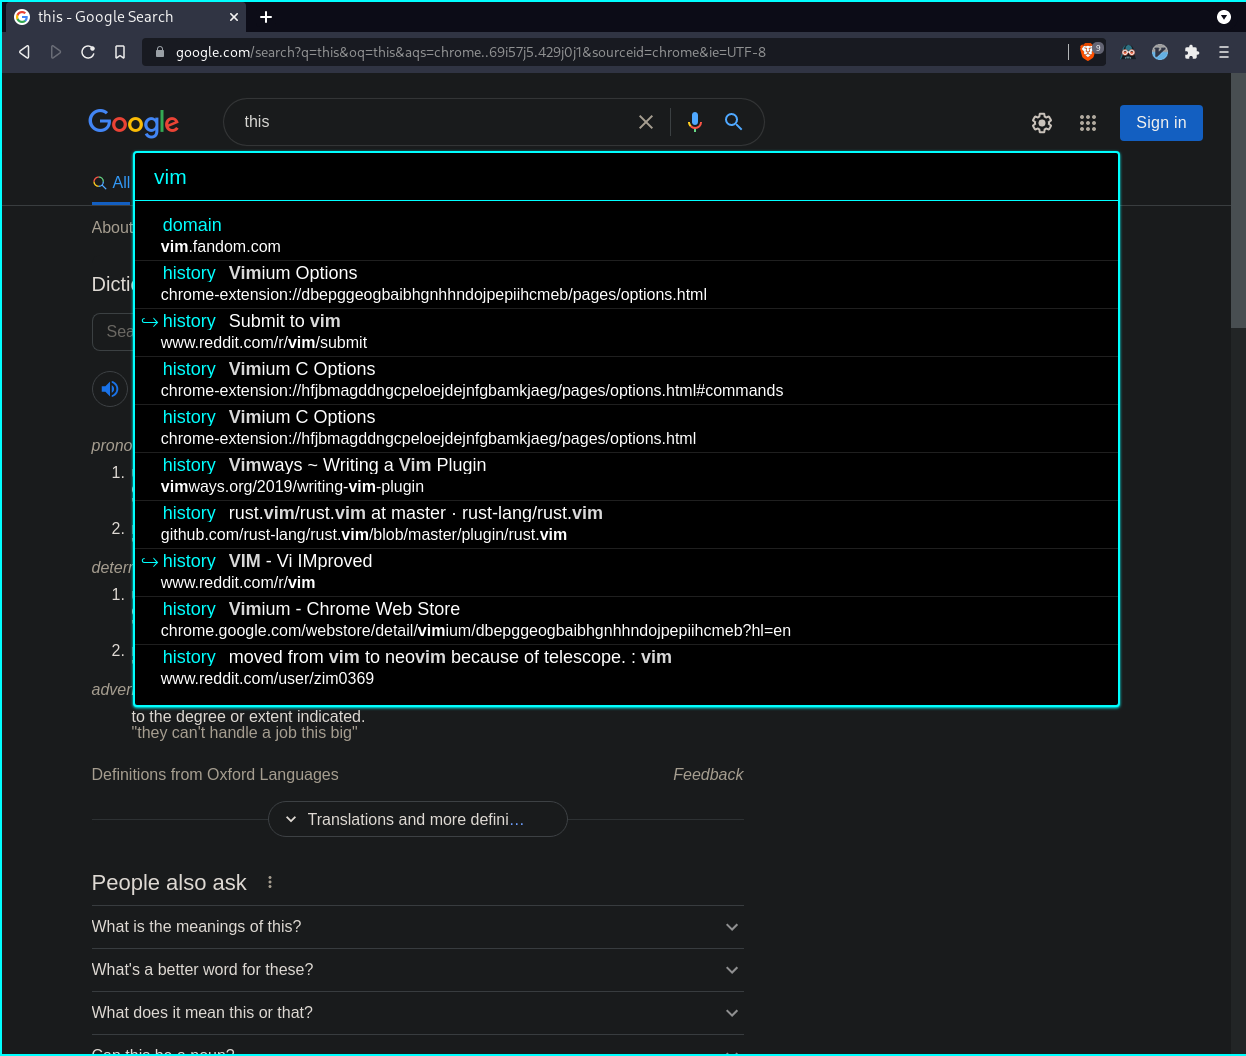 this - Google Search
google.com/search?q=this&oq=this&aqs=chrome..69i57j5.429j0j1&sourceid=chrome&ie=UTF-8
9
Google
this
Sign in
All
vim
About
domain
vim.fandom.com
history Vimium Options
chrome-extension://dbepggeogbaibhgnhhndojpepiihcmeb/pages/options.html
history Submit to vim
www.reddit.com/r/vim/submit
history Vimium C Options
chrome-extension://hfjbmagddngcpeloejdejnfgbamkjaeg/pages/options.html#commands
history Vimium C Options
chrome-extension://hfjbmagddngcpeloejdejnfgbamkjaeg/pages/options.html
history Vimways ~ Writing a Vim Plugin
vimways.org/2019/writing-vim-plugin
history rust.vim/rust.vim at master · rust-lang/rust.vim
github.com/rust-lang/rust.vim/blob/master/plugin/rust.vim
history VIM - Vi IMproved
www.reddit.com/r/vim
history Vimium - Chrome Web Store
chrome.google.com/webstore/detail/vimium/dbepggeogbaibhgnhhndojpepiihcmeb?hl=en
history moved from vim to neovim because of telescope. : vim
www.reddit.com/user/zim0369
1.
2.
1.
2.
to the degree or extent indicated.
"they can't handle a job this big"
Definitions from Oxford Languages
Feedback
Translations and more defini…
People also ask
What is the meanings of this?
What's a better word for these?
What does it mean this or that?
Can this be a noun?